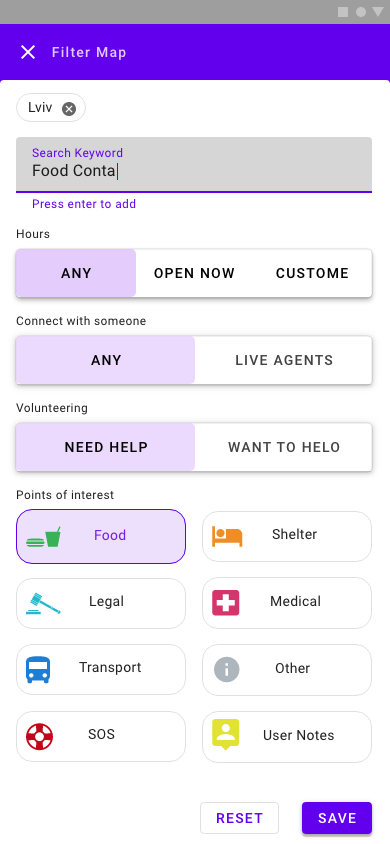 Filter Map
Lviv
Search Keyword
Food Conta
Press enter to add
Hours
ANY OPEN NOW CUSTOME
Connect with someone
ANY LIVE AGENTS
Volunteering
NEED HELP WANT TO HELO
Points of interest
Food Shelter
Legal Medical
Transport Other
SOS User Notes
RESET SAVE